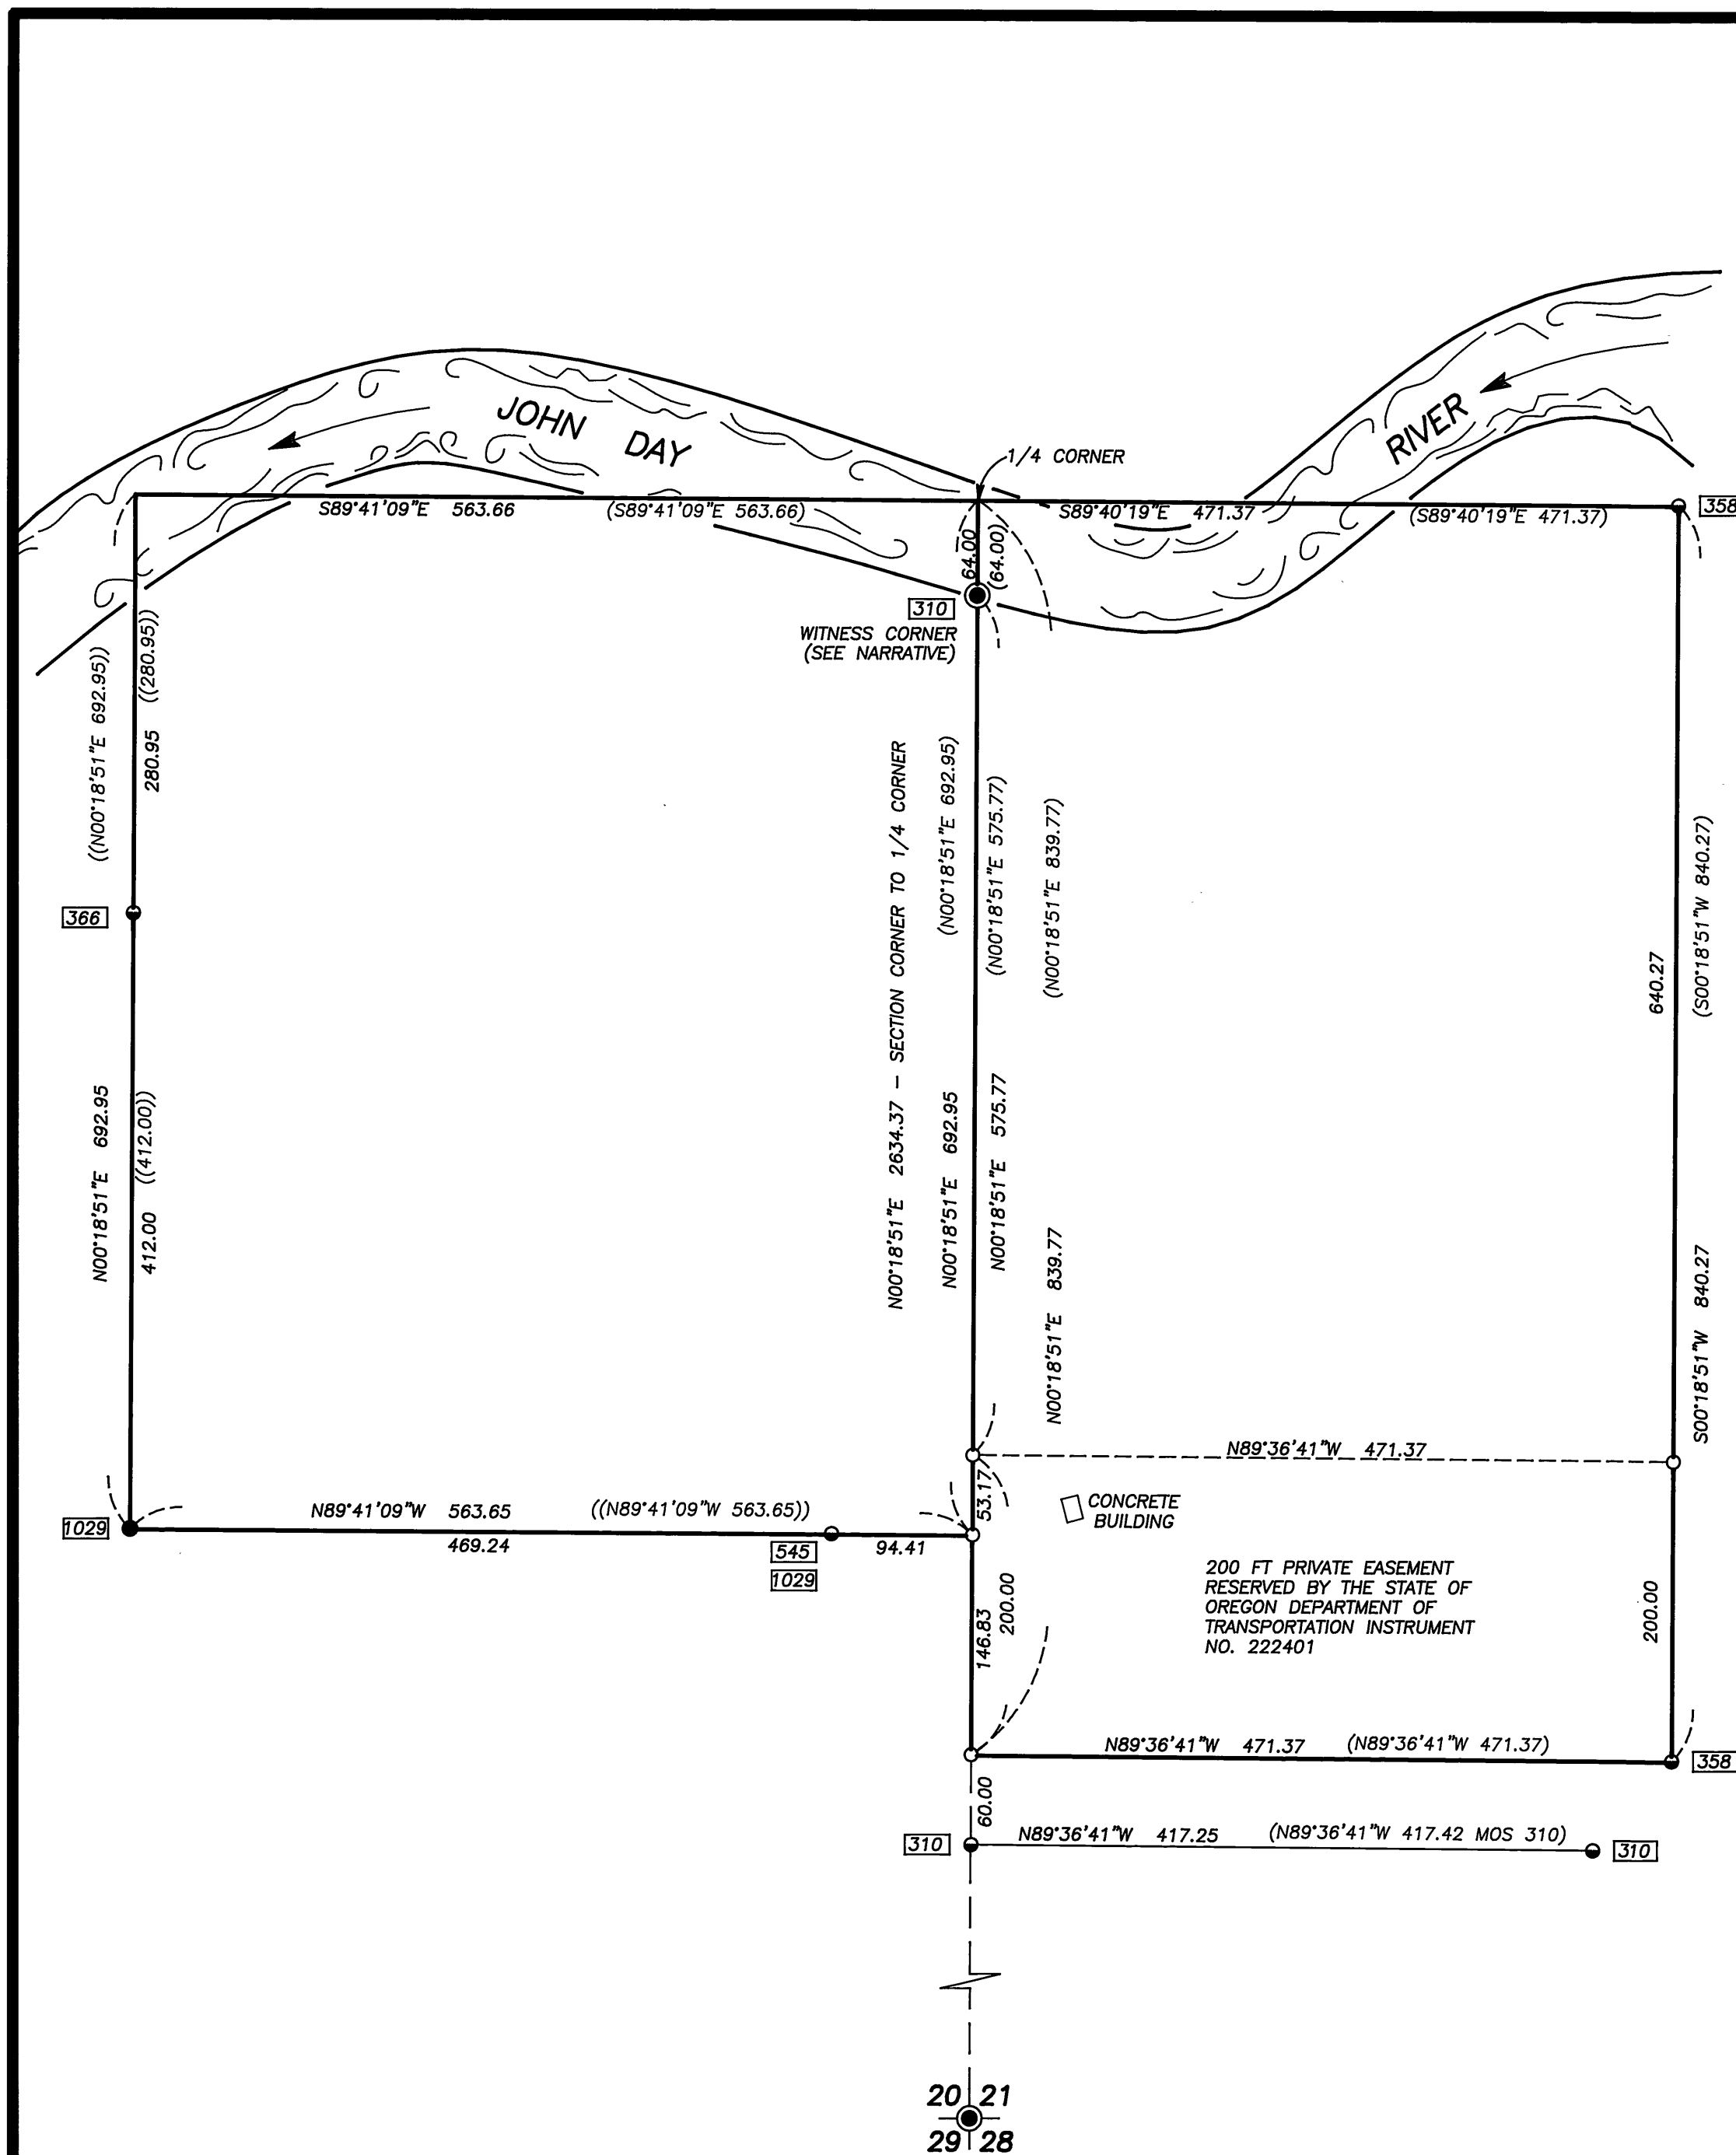 JOHN DAY
RIVER
1/4 CORNER
S89°41'09"E 563.66
(S89°41'09"E 563.66)
S89°40'19"E 471.37
(S89°40'19"E 471.37)
358
64.00
(64.00)
310
WITNESS CORNER
(SEE NARRATIVE)
((N00°18'51"E 692.95))
((280.95))
280.95
366
N00°18'51"E 692.95
((412.00))
412.00
N00°18'51"E 2634.37 - SECTION CORNER TO 1/4 CORNER
(N00°18'51"E 692.95)
(N00°18'51"E 575.77)
(N00°18'51"E 839.77)
N00°18'51"E 692.95
N00°18'51"E 575.77
N00°18'51"E 839.77
640.27
(S00°18'51"W 840.27)
S00°18'51"W 840.27
N89°36'41"W 471.37
53.17
CONCRETE
BUILDING
1029
N89°41'09"W 563.65
((N89°41'09"W 563.65))
469.24
545
1029
94.41
146.83
200.00
200 FT PRIVATE EASEMENT
RESERVED BY THE STATE OF
OREGON DEPARTMENT OF
TRANSPORTATION INSTRUMENT
NO. 222401
200.00
N89°36'41"W 471.37
(N89°36'41"W 471.37)
358
60.00
310
N89°36'41"W 417.25
(N89°36'41"W 417.42 MOS 310)
310
20 21
29 28